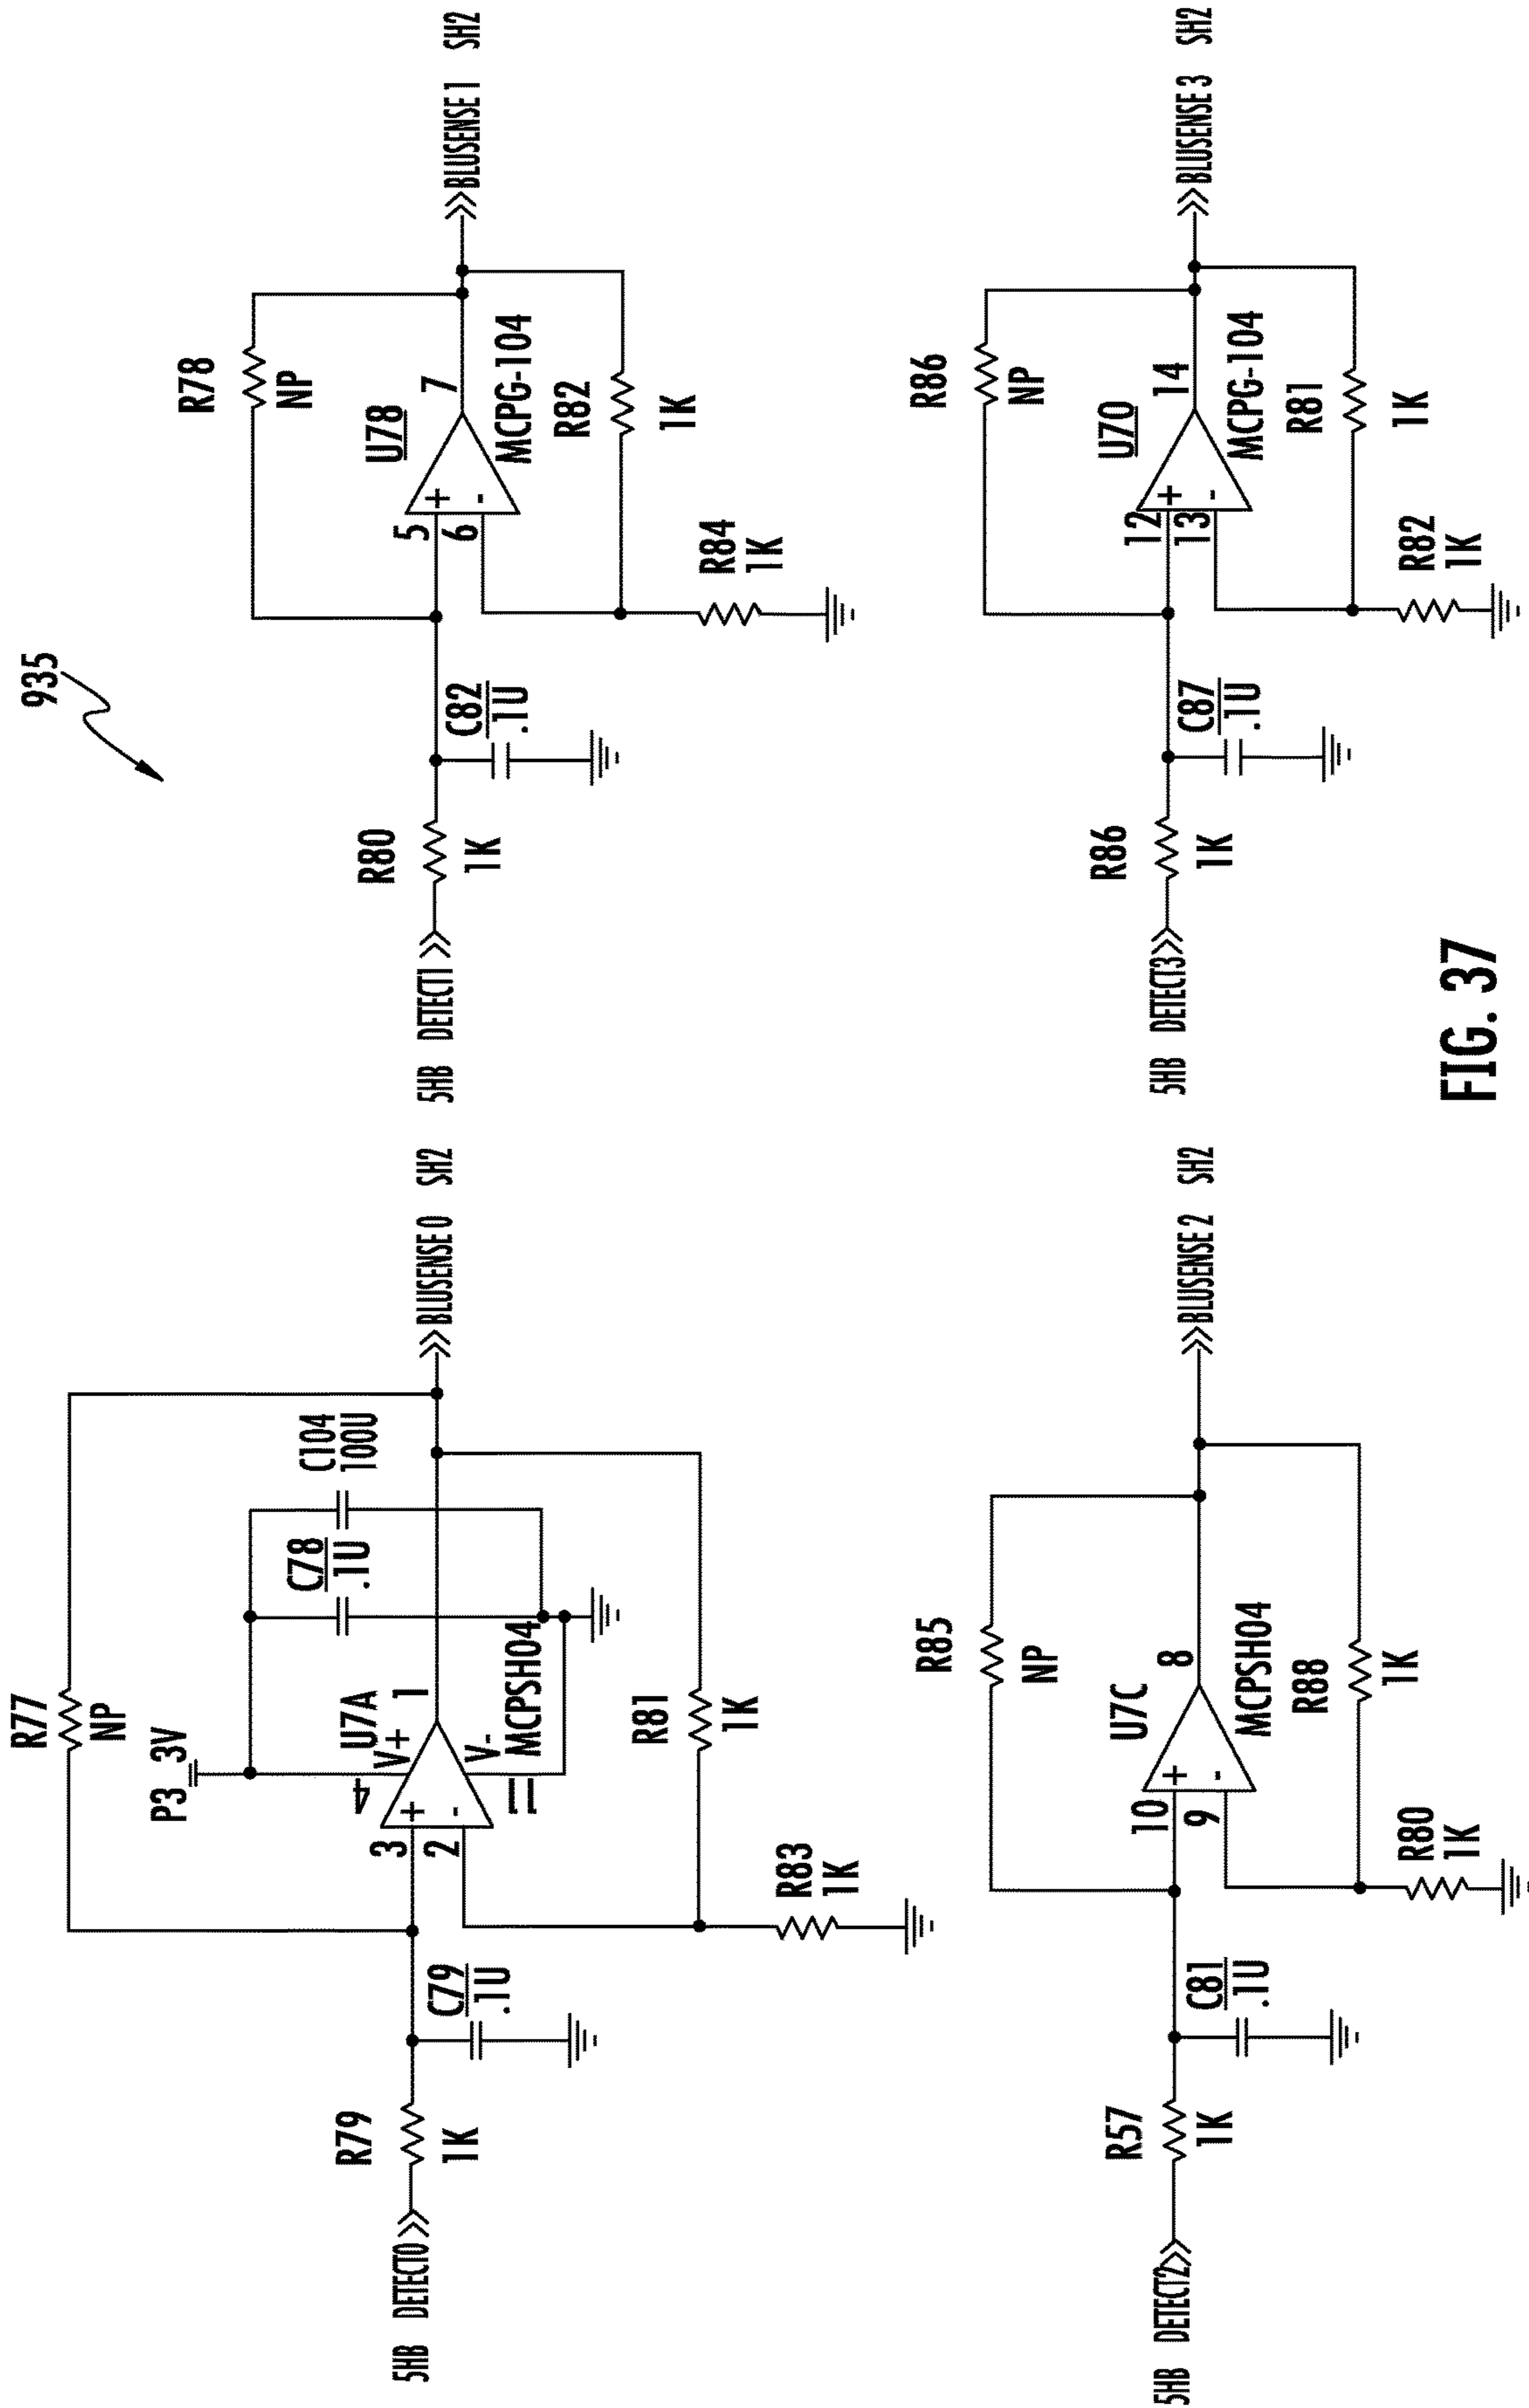 935
R77
NP
P3 3V
4
V+
U7A
1
3
2
V-
11
MCPSH04
C78
.1U
C104
100U
BLUSENSE 0 SH2
5HB DETECT0
R79
1K
C79
.1U
R81
1K
R83
1K
R78
NP
U78
7
5
6
MCPG-104
BLUSENSE 1 SH2
5HB DETECT1
R80
1K
C82
.1U
R82
1K
R84
1K
R85
NP
U7C
8
10
9
MCPSH04
BLUSENSE 2 SH2
5HB DETECT2
R57
1K
C81
.1U
R88
1K
R80
1K
R86
NP
U70
14
12
13
MCPG-104
BLUSENSE 3 SH2
5HB DETECT3
R86
1K
C87
.1U
R81
1K
R82
1K
FIG. 37